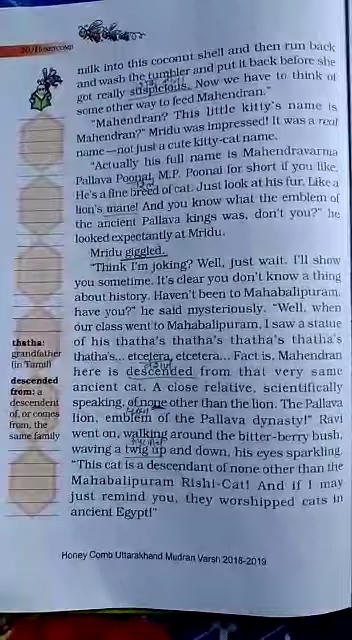 20/HONEYCOMB
milk into this coconut shell and then run back
and wash the tumbler and put it back before she
got really suspicious. Now we have to think of
some other way to feed Mahendran."
"Mahendran? This little kitty's name is
Mahendran?" Mridu was impressed! It was a real
name—not just a cute kitty-cat name.
"Actually his full name is Mahendravarma
Pallava Poonai. M.P. Poonai for short if you like.
He's a fine breed of cat. Just look at his fur. Like a
lion's mane! And you know what the emblem of
the ancient Pallava kings was, don't you?" he
looked expectantly at Mridu.
Mridu giggled.
"Think I'm joking? Well, just wait. I'll show
you sometime. It's clear you don't know a thing
about history. Haven't been to Mahabalipuram,
have you?" he said mysteriously. "Well, when
our class went to Mahabalipuram, I saw a statue
of his thatha's thatha's thatha's thatha's
thatha's... etcetera, etcetera... Fact is, Mahendran
here is descended from that very same
ancient cat. A close relative, scientifically
speaking, of none other than the lion. The Pallava
lion, emblem of the Pallava dynasty!" Ravi
went on, walking around the bitter-berry bush,
waving a twig up and down, his eyes sparkling.
"This cat is a descendant of none other than the
Mahabalipuram Rishi-Cat! And if I may
just remind you, they worshipped cats in
ancient Egypt!"
thatha:
grandfather
(in Tamil)
descended
from: a
descendent
of, or comes
from, the
same family
Honey Comb Uttarakhand Mudran Varsh 2018-2019